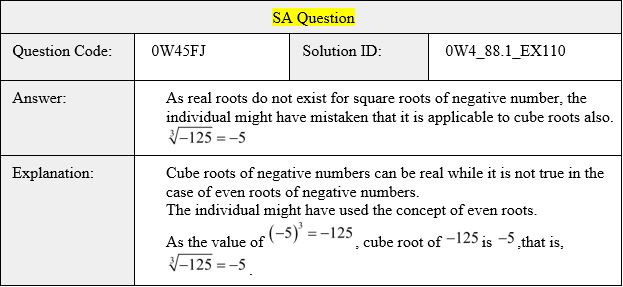 SA Question
Question Code: 0W45FJ Solution ID: 0W4_88.1_EX110
Answer: As real roots do not exist for square roots of negative number, the
individual might have mistaken that it is applicable to cube roots also.
∛−125 = −5
Explanation: Cube roots of negative numbers can be real while it is not true in the
case of even roots of negative numbers.
The individual might have used the concept of even roots.
As the value of (−5)³ = −125 , cube root of −125 is −5 ,that is,
∛−125 = −5 .